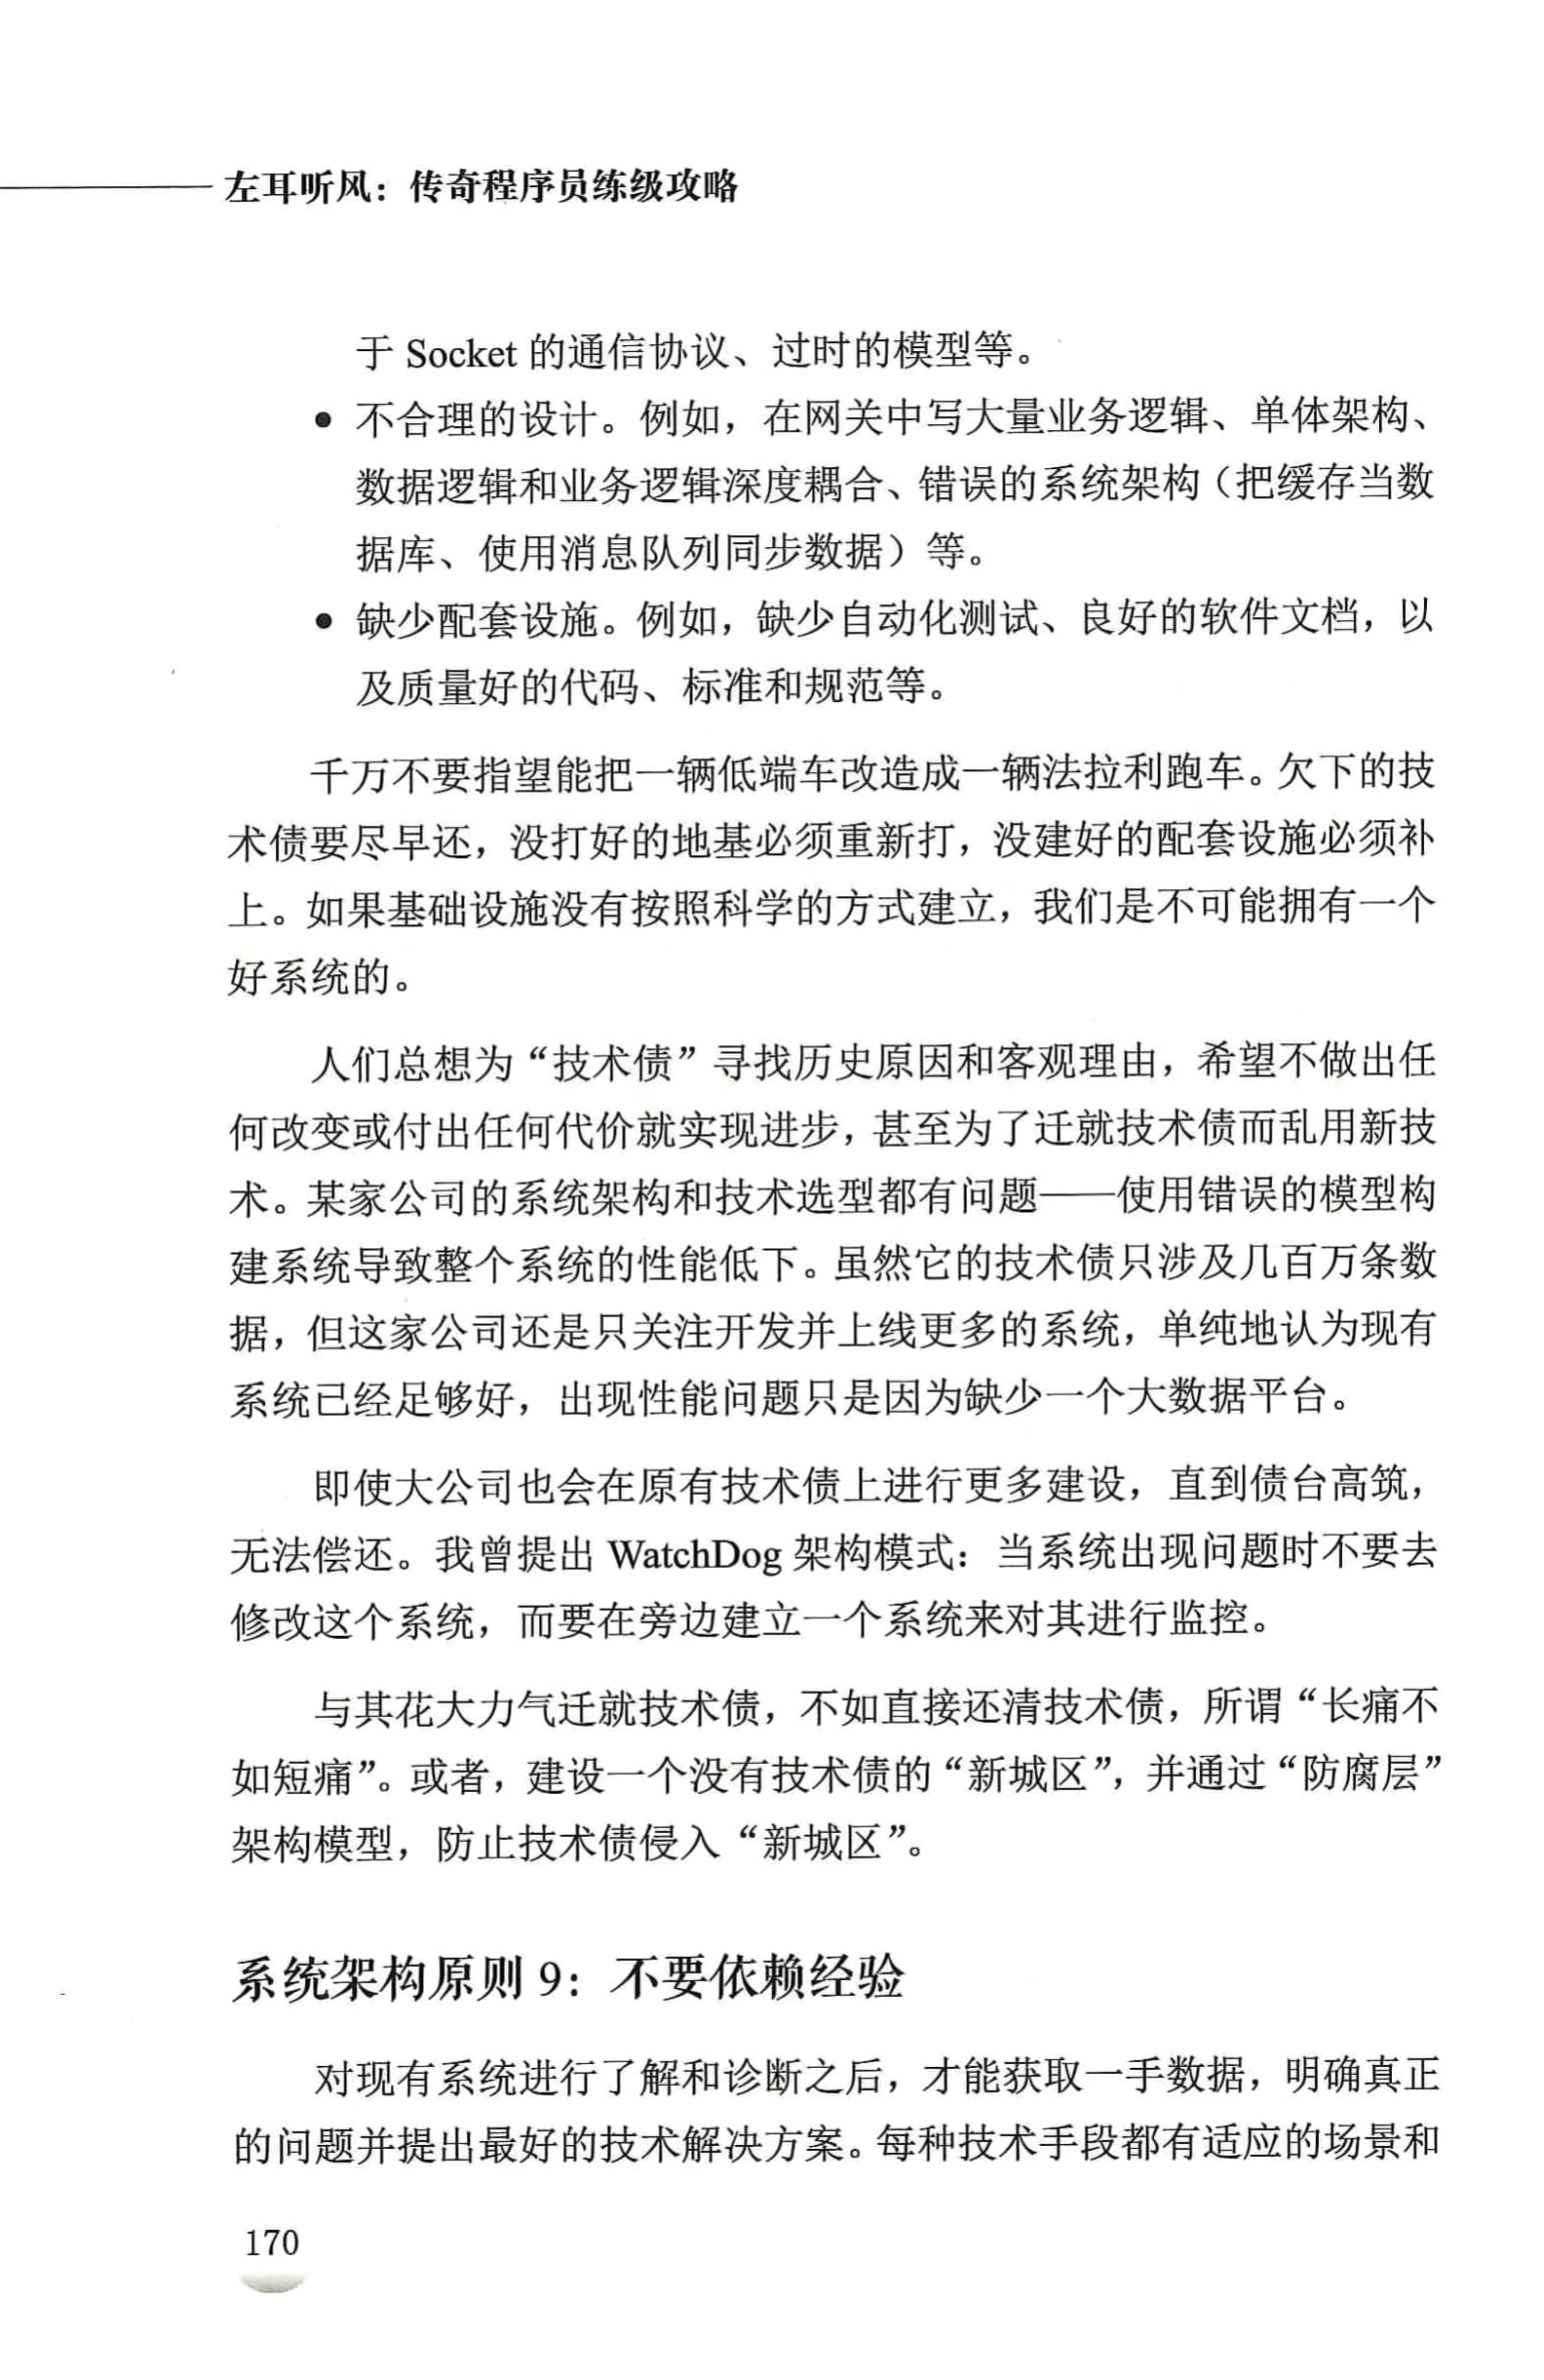 左耳听风：传奇程序员练级攻略
于 Socket 的通信协议、过时的模型等。
● 不合理的设计。例如，在网关中写大量业务逻辑、单体架构、
数据逻辑和业务逻辑深度耦合、错误的系统架构（把缓存当数
据库、使用消息队列同步数据）等。
● 缺少配套设施。例如，缺少自动化测试、良好的软件文档，以
及质量好的代码、标准和规范等。
千万不要指望能把一辆低端车改造成一辆法拉利跑车。欠下的技
术债要尽早还，没打好的地基必须重新打，没建好的配套设施必须补
上。如果基础设施没有按照科学的方式建立，我们是不可能拥有一个
好系统的。
人们总想为“技术债”寻找历史原因和客观理由，希望不做出任
何改变或付出任何代价就实现进步，甚至为了迁就技术债而乱用新技
术。某家公司的系统架构和技术选型都有问题——使用错误的模型构
建系统导致整个系统的性能低下。虽然它的技术债只涉及几百万条数
据，但这家公司还是只关注开发并上线更多的系统，单纯地认为现有
系统已经足够好，出现性能问题只是因为缺少一个大数据平台。
即使大公司也会在原有技术债上进行更多建设，直到债台高筑，
无法偿还。我曾提出 WatchDog 架构模式：当系统出现问题时不要去
修改这个系统，而要在旁边建立一个系统来对其进行监控。
与其花大力气迁就技术债，不如直接还清技术债，所谓“长痛不
如短痛”。或者，建设一个没有技术债的“新城区”，并通过“防腐层”
架构模型，防止技术债侵入“新城区”。
系统架构原则 9：不要依赖经验
对现有系统进行了解和诊断之后，才能获取一手数据，明确真正
的问题并提出最好的技术解决方案。每种技术手段都有适应的场景和
170